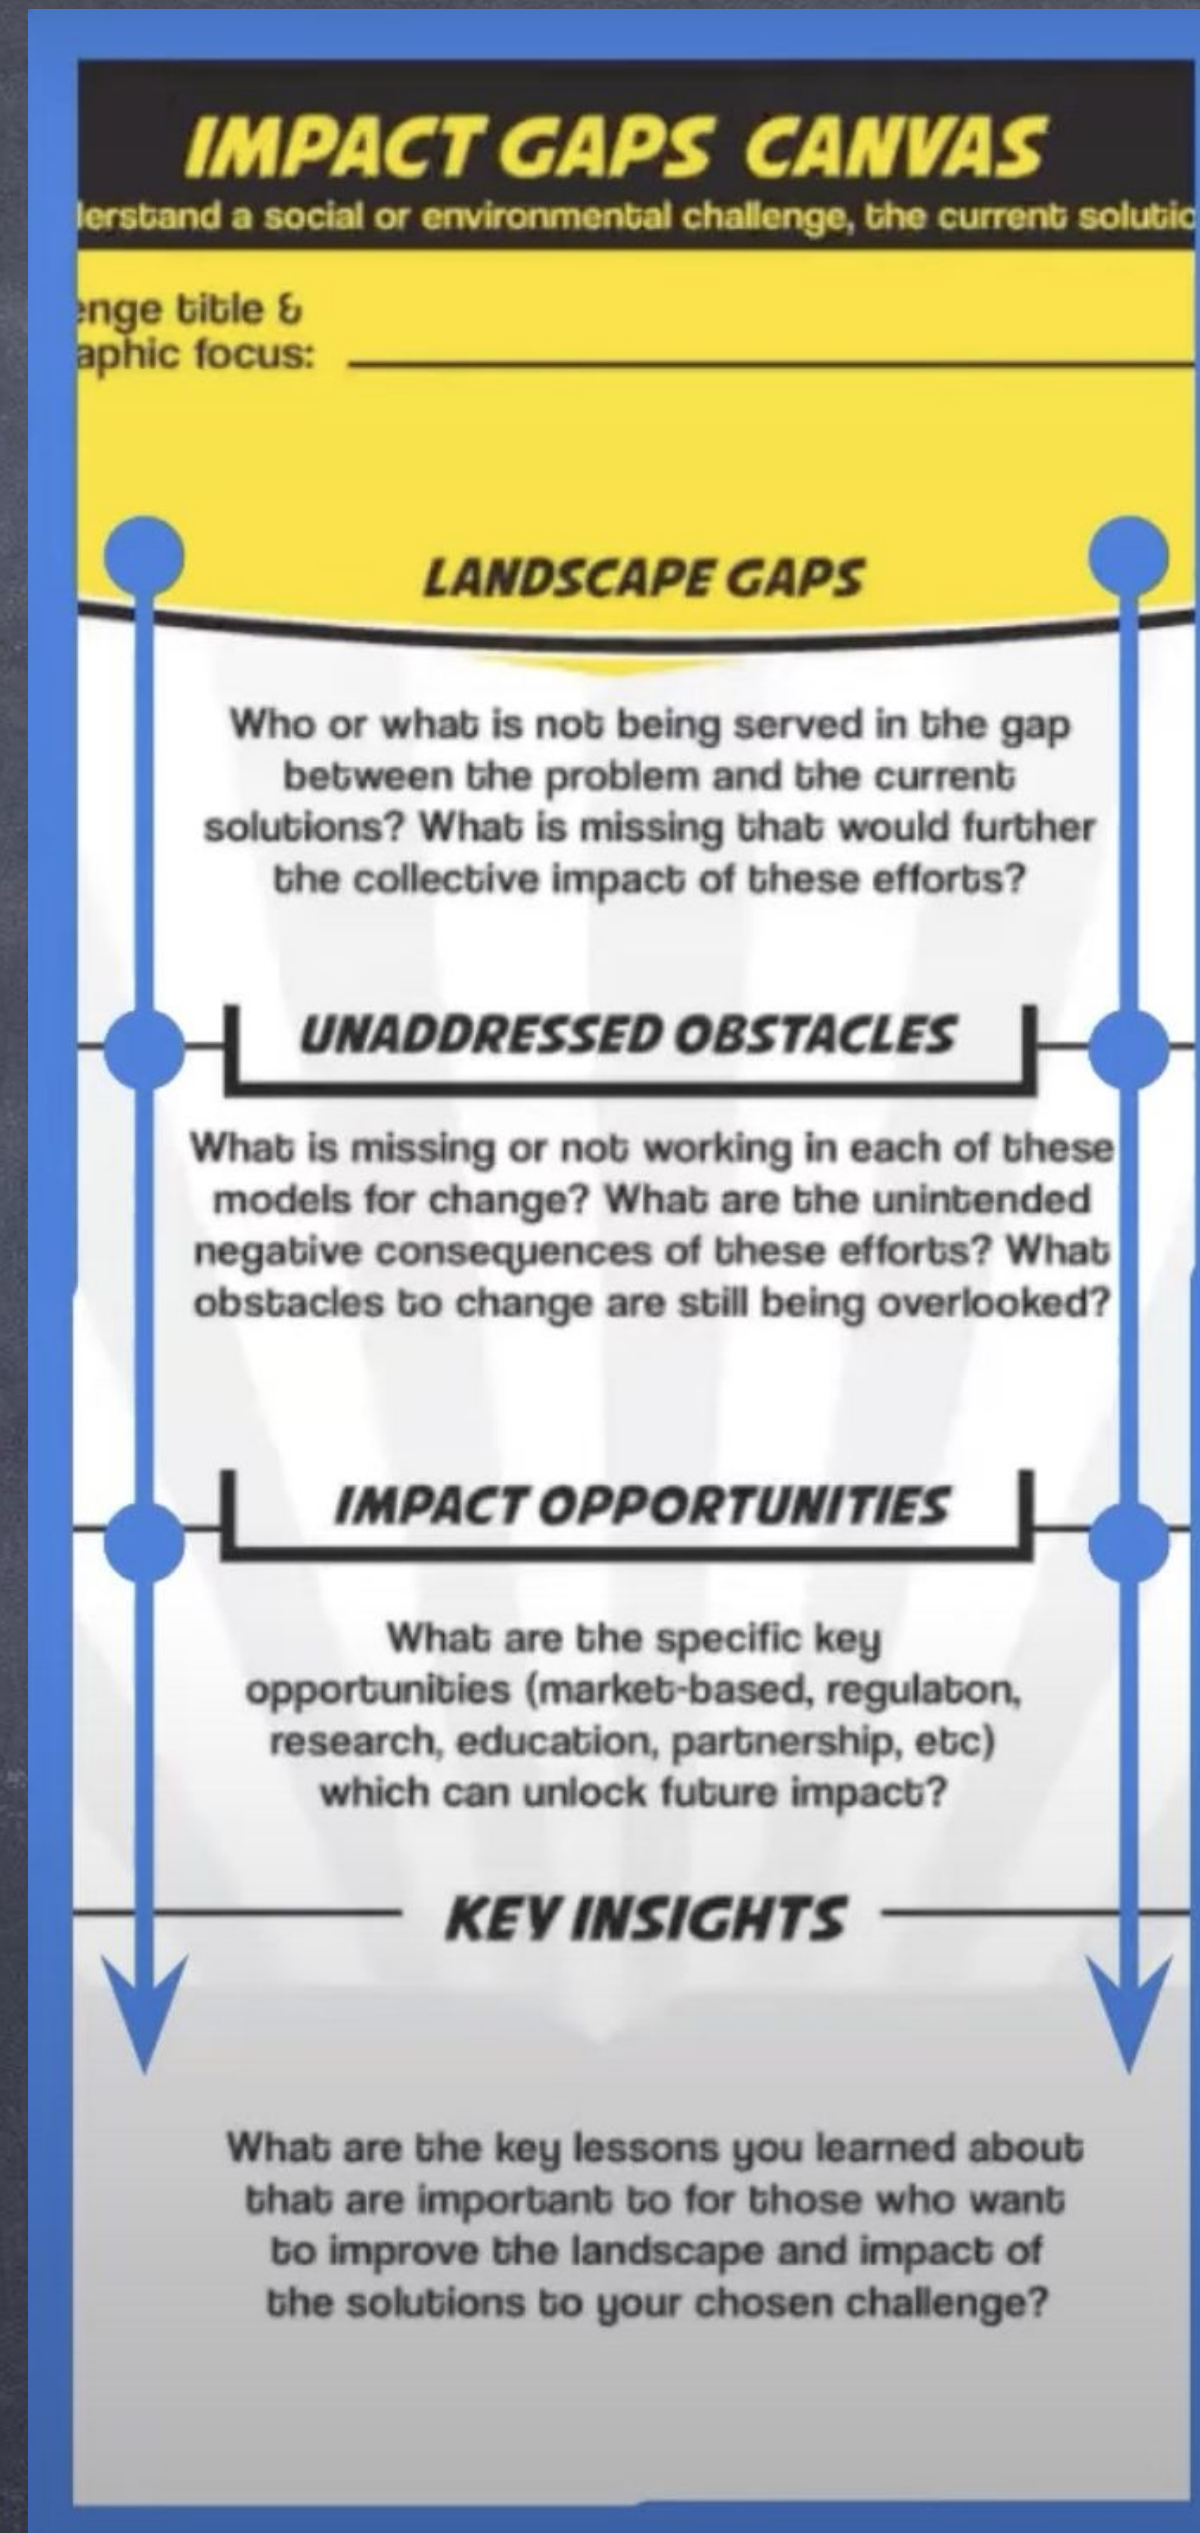 IMPACT GAPS CANVAS
lerstand a social or environmental challenge, the current solutio
enge title &
aphic focus:
LANDSCAPE GAPS
Who or what is not being served in the gap
between the problem and the current
solutions? What is missing that would further
the collective impact of these efforts?
UNADDRESSED OBSTACLES
What is missing or not working in each of these
models for change? What are the unintended
negative consequences of these efforts? What
obstacles to change are still being overlooked?
IMPACT OPPORTUNITIES
What are the specific key
opportunities (market-based, regulaton,
research, education, partnership, etc)
which can unlock future impact?
KEY INSIGHTS
What are the key lessons you learned about
that are important to for those who want
to improve the landscape and impact of
the solutions to your chosen challenge?